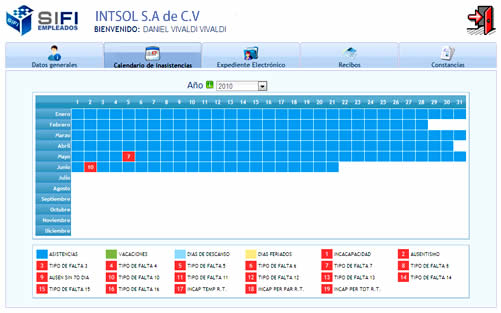 SIFI
EMPLEADOS
INTSOL S.A de C.V
BIENVENIDO: DANIEL VIVALDI VIVALDI
Datos generales
Calendario de Inasistencias
Expediente Electrónico
Recibos
Constancias
Año 2010
1 2 3 4 5 6 7 8 9 10 11 12 13 14 15 16 17 18 19 20 21 22 23 24 25 26 27 28 29 30 31
Enero
Febrero
Marzo
Abril
Mayo 7
Junio 10
Julio
Agosto
Septiembre
Octubre
Noviembre
Diciembre
ASISTENCIAS VACACIONES DIAS DE DESCANSO DIAS FERIADOS 1 INCACAPACIDAD 2 AUSENTISMO
3 TIPO DE FALTA 3 4 TIPO DE FALTA 4 5 TIPO DE FALTA 5 6 TIPO DE FALTA 6 7 TIPO DE FALTA 7 8 TIPO DE FALTA 8
9 AUSEN SIN TO DIA 10 TIPO DE FALTA 10 11 TIPO DE FALTA 11 12 TIPO DE FALTA 12 13 TIPO DE FALTA 13 14 TIPO DE FALTA 14
15 TIPO DE FALTA 15 16 TIPO DE FALTA 16 17 INCAP TEMP R.T. 18 INCAP PER PAR R.T. 19 INCAP PER TOT R.T.